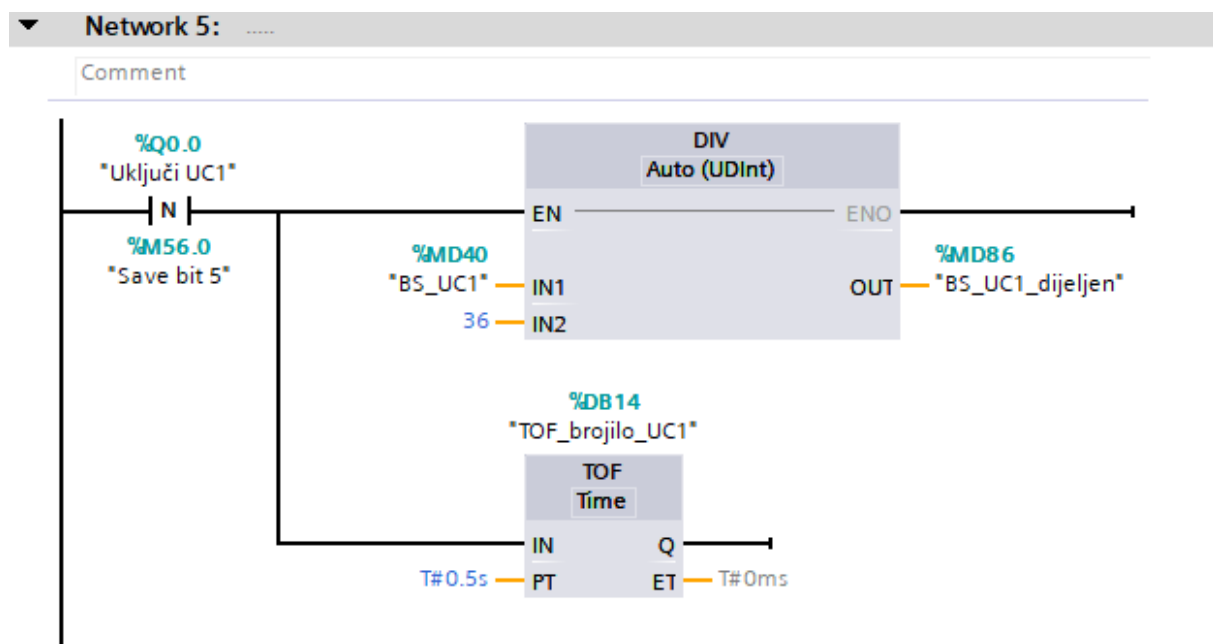 Network 5: .....
Comment
%Q0.0
"Uključi UC1"
N
%M56.0
"Save bit 5"
DIV
Auto (UDInt)
EN
ENO
%MD40
"BS_UC1"
IN1
36
IN2
%MD86
OUT
"BS_UC1_dijeljen"
%DB14
"TOF_brojilo_UC1"
TOF
Time
IN
Q
T#0.5s
PT
ET
T#0ms